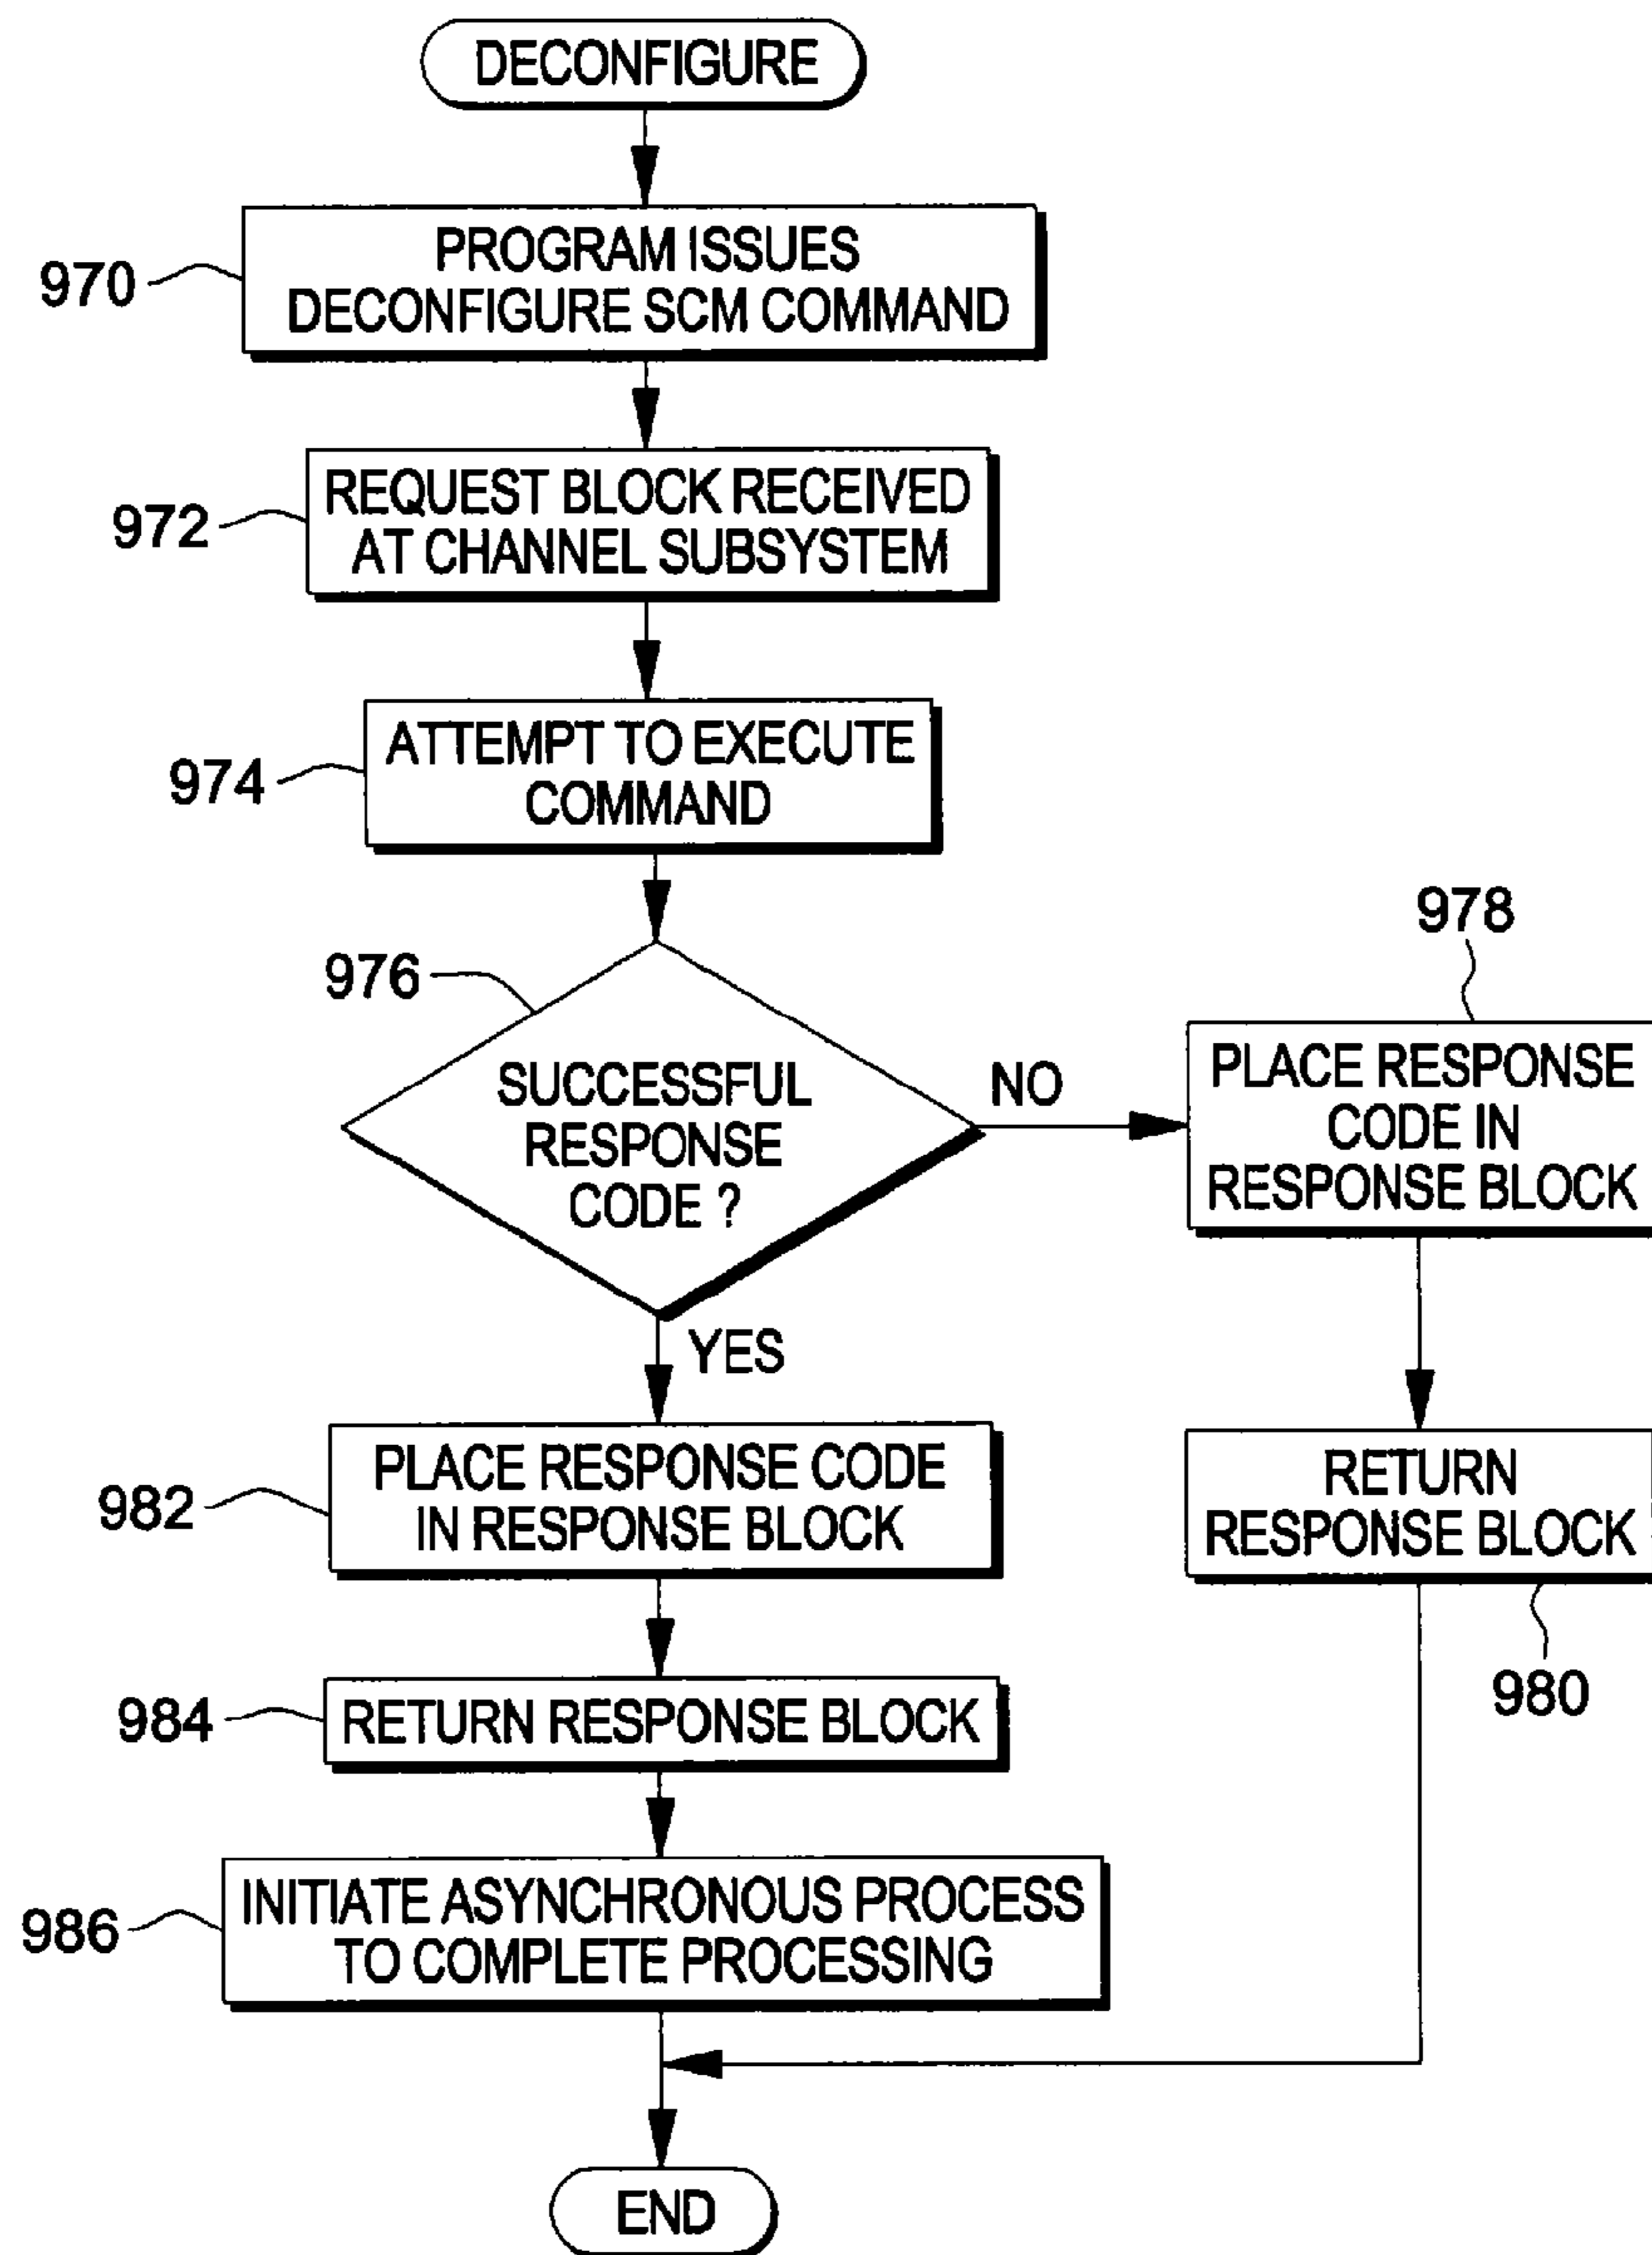 DECONFIGURE
970
PROGRAM ISSUES
DECONFIGURE SCM COMMAND
972
REQUEST BLOCK RECEIVED
AT CHANNEL SUBSYSTEM
974
ATTEMPT TO EXECUTE
COMMAND
976
SUCCESSFUL
RESPONSE
CODE ?
NO
978
PLACE RESPONSE
CODE IN
RESPONSE BLOCK
RETURN
RESPONSE BLOCK
980
YES
982
PLACE RESPONSE CODE
IN RESPONSE BLOCK
984
RETURN RESPONSE BLOCK
986
INITIATE ASYNCHRONOUS PROCESS
TO COMPLETE PROCESSING
END